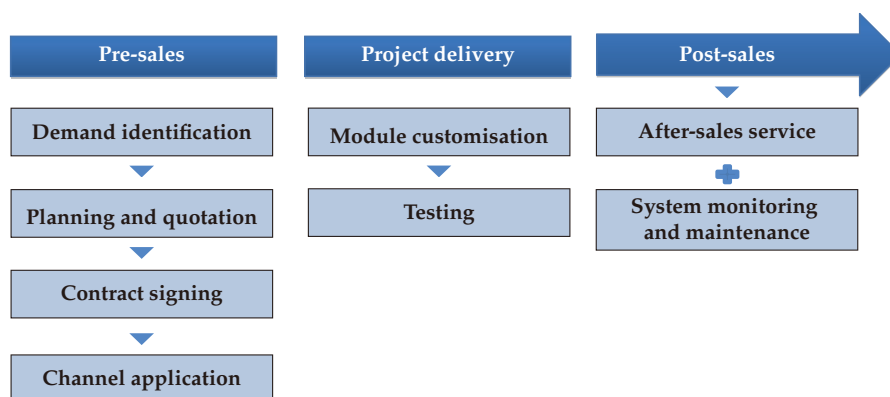 Pre-sales
Project delivery
Post-sales
Demand identification
Planning and quotation
Contract signing
Channel application
Module customisation
Testing
After-sales service
System monitoring
and maintenance